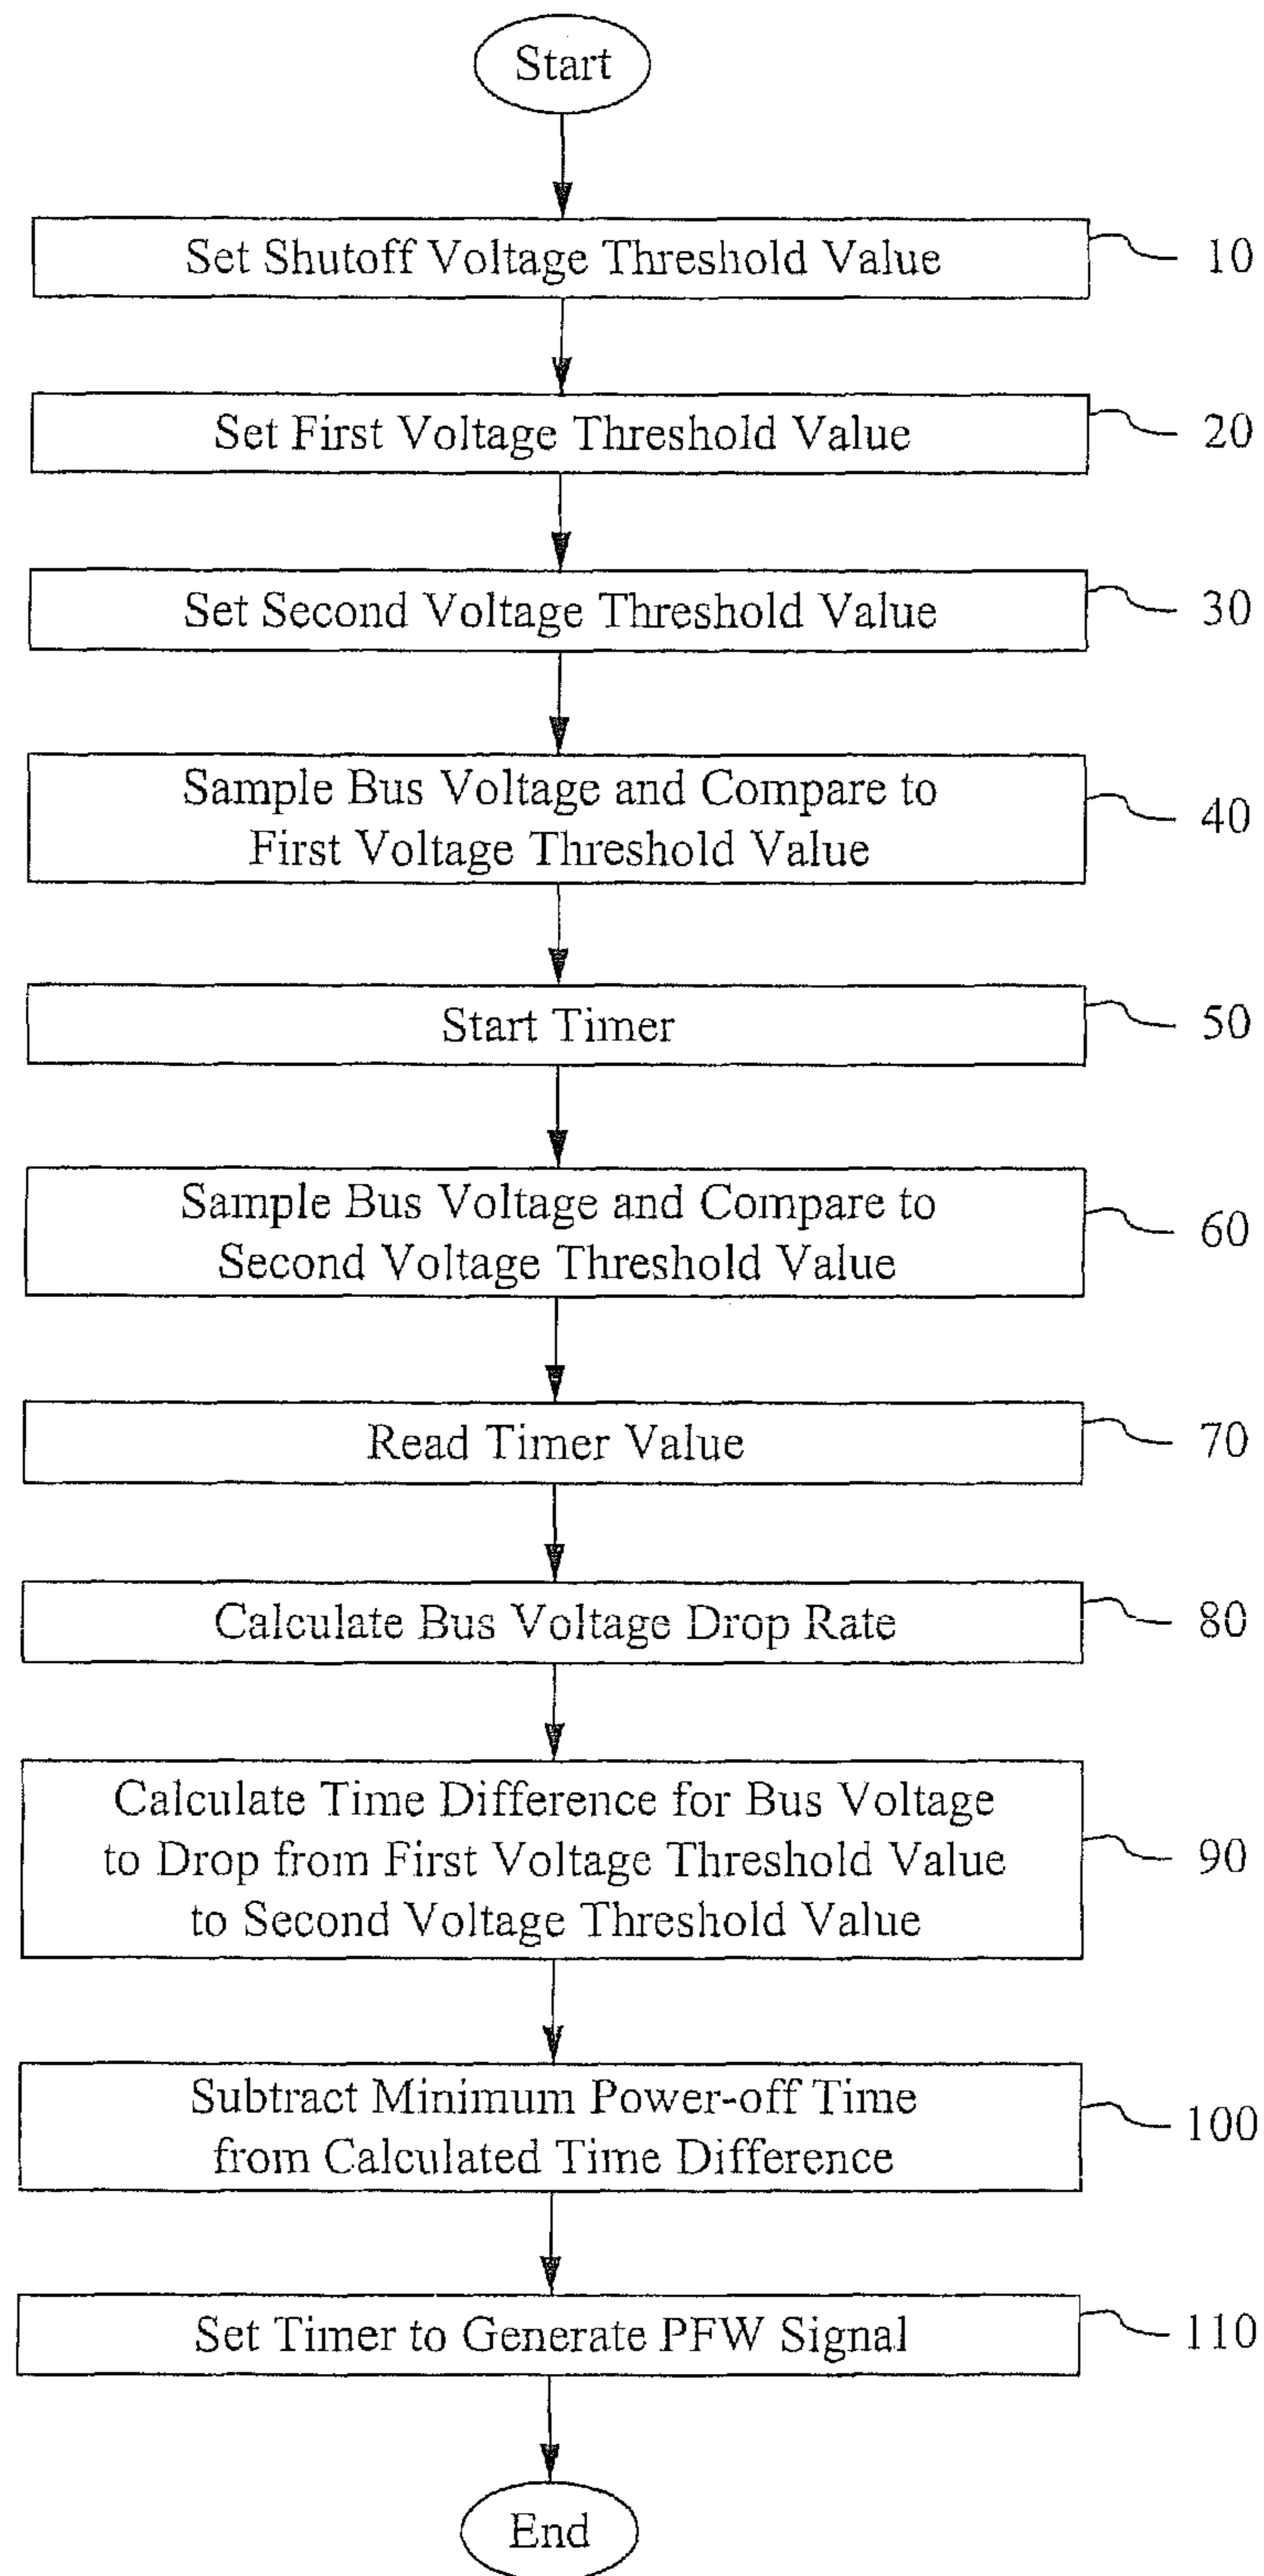 Start
Set Shutoff Voltage Threshold Value
10
Set First Voltage Threshold Value
20
Set Second Voltage Threshold Value
30
Sample Bus Voltage and Compare to
First Voltage Threshold Value
40
Start Timer
50
Sample Bus Voltage and Compare to
Second Voltage Threshold Value
60
Read Timer Value
70
Calculate Bus Voltage Drop Rate
80
Calculate Time Difference for Bus Voltage
to Drop from First Voltage Threshold Value
to Second Voltage Threshold Value
90
Subtract Minimum Power-off Time
from Calculated Time Difference
100
Set Timer to Generate PFW Signal
110
End